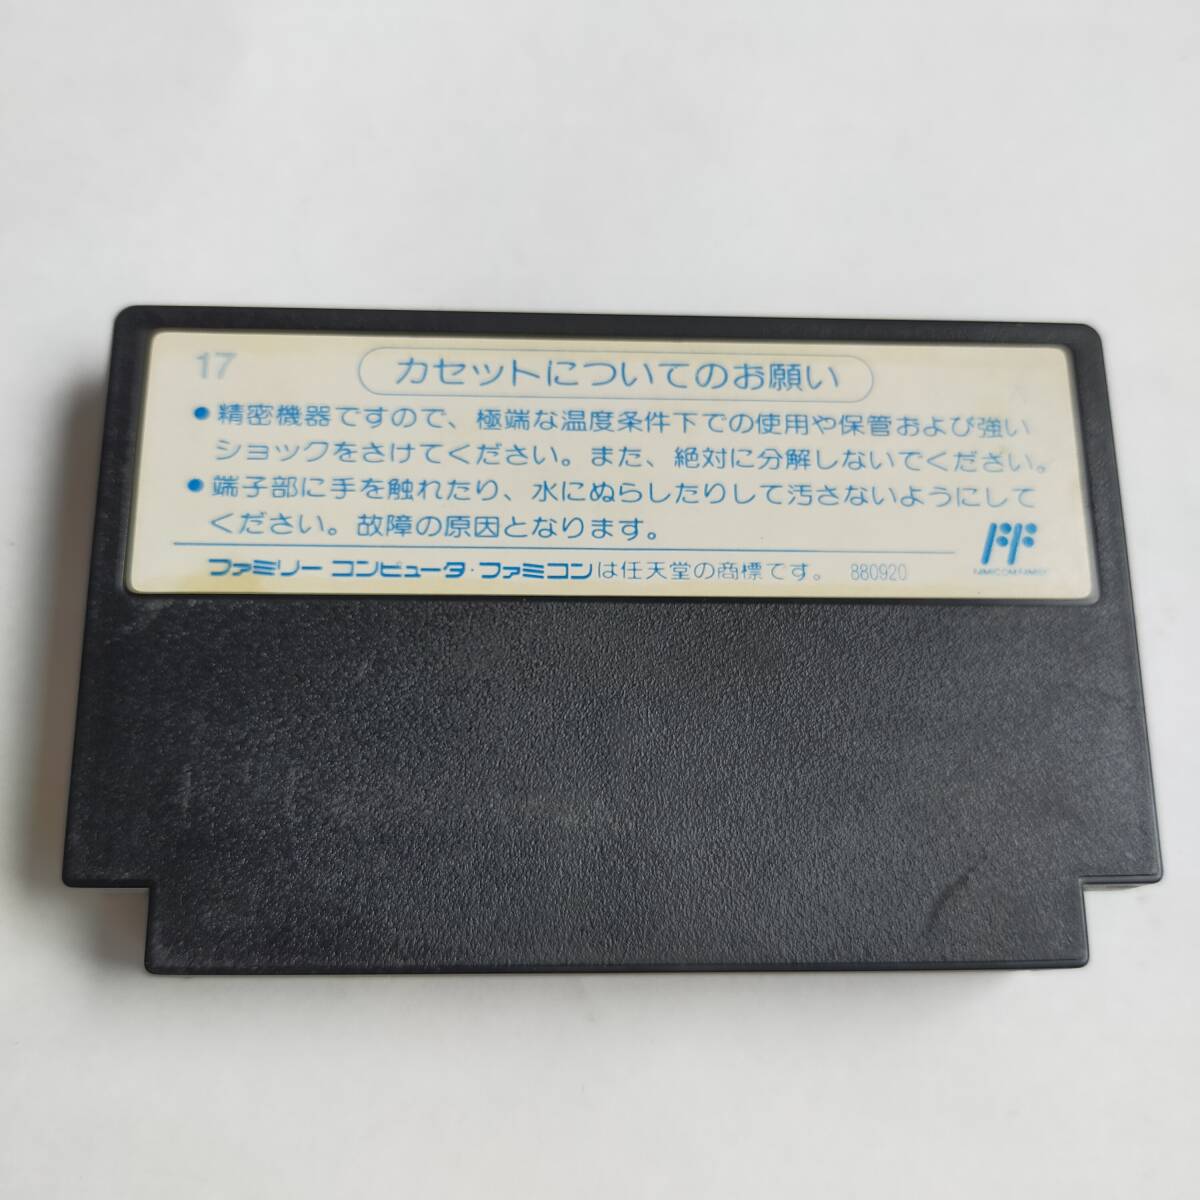 17
カセットについてのお願い
●精密機器ですので、極端な温度条件下での使用や保管および強い
ショックをさけてください。また、絶対に分解しないでください。
●端子部に手を触れたり、水にぬらしたりして汚さないようにして
ください。故障の原因となります。
ファミリー コンピュータ・ファミコンは任天堂の商標です。 880920